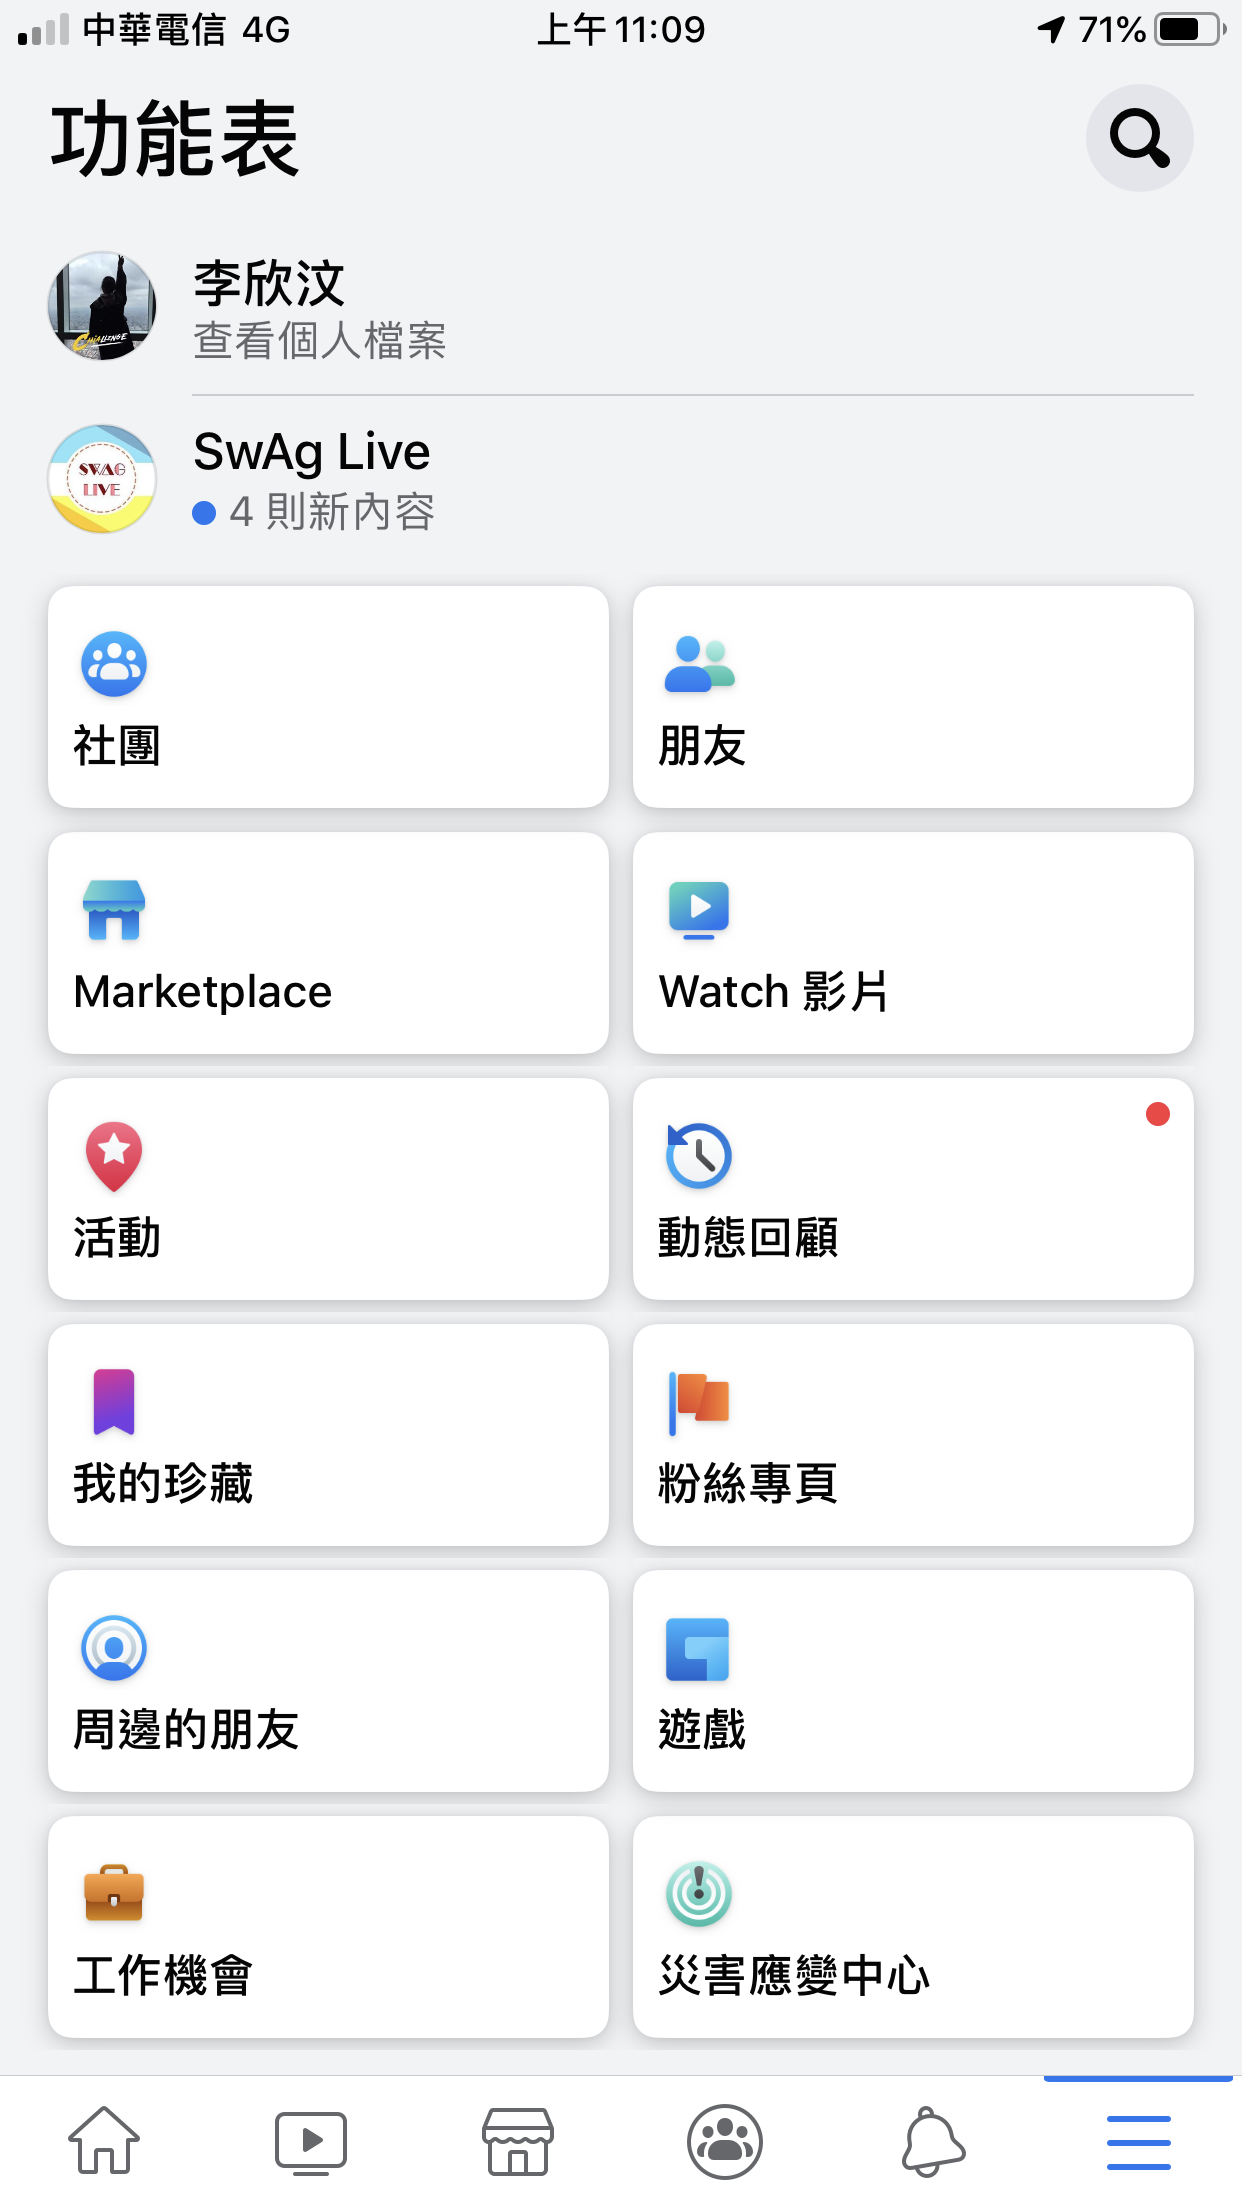 中華電信 4G 上午 11:09 71%
功能表
李欣汶
查看個人檔案
CHALLENGE
SwAg Live
SWAG
LIVE
4 則新內容
社團
朋友
Marketplace
Watch 影片
活動
動態回顧
我的珍藏
粉絲專頁
周邊的朋友
遊戲
工作機會
災害應變中心